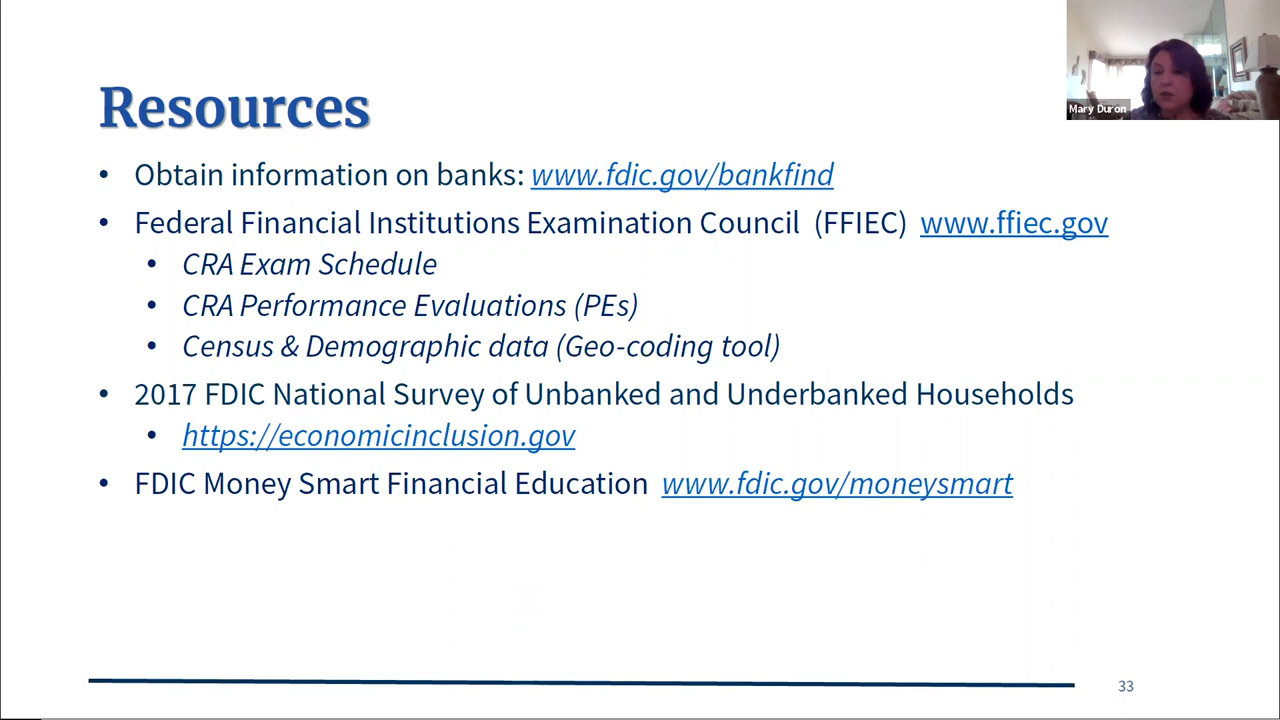 Resources
• Obtain information on banks: www.fdic.gov/bankfind
• Federal Financial Institutions Examination Council (FFIEC) www.ffiec.gov
• CRA Exam Schedule
• CRA Performance Evaluations (PEs)
• Census & Demographic data (Geo-coding tool)
• 2017 FDIC National Survey of Unbanked and Underbanked Households
• https://economicinclusion.gov
• FDIC Money Smart Financial Education www.fdic.gov/moneysmart
33
Mary Duron